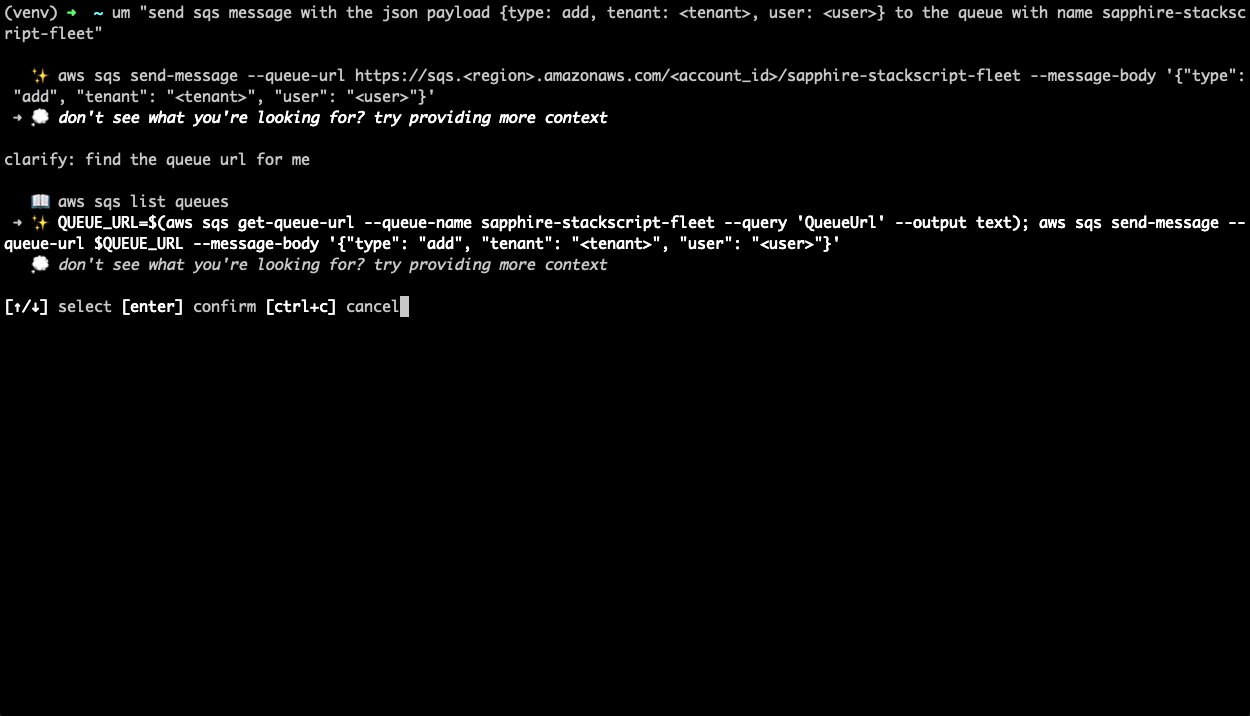 (venv) ➜  ~ um "send sqs message with the json payload {type: add, tenant: <tenant>, user: <user>} to the queue with name sapphire-stacksc
ript-fleet"
✨ aws sqs send-message --queue-url https://sqs.<region>.amazonaws.com/<account_id>/sapphire-stackscript-fleet --message-body '{"type":
"add", "tenant": "<tenant>", "user": "<user>"}'
→ 💭 don't see what you're looking for? try providing more context
clarify: find the queue url for me
📖 aws sqs list queues
→ ✨ QUEUE_URL=$(aws sqs get-queue-url --queue-name sapphire-stackscript-fleet --query 'QueueUrl' --output text); aws sqs send-message --
queue-url $QUEUE_URL --message-body '{"type": "add", "tenant": "<tenant>", "user": "<user>"}'
💭 don't see what you're looking for? try providing more context
[↑/↓] select [enter] confirm [ctrl+c] cancel